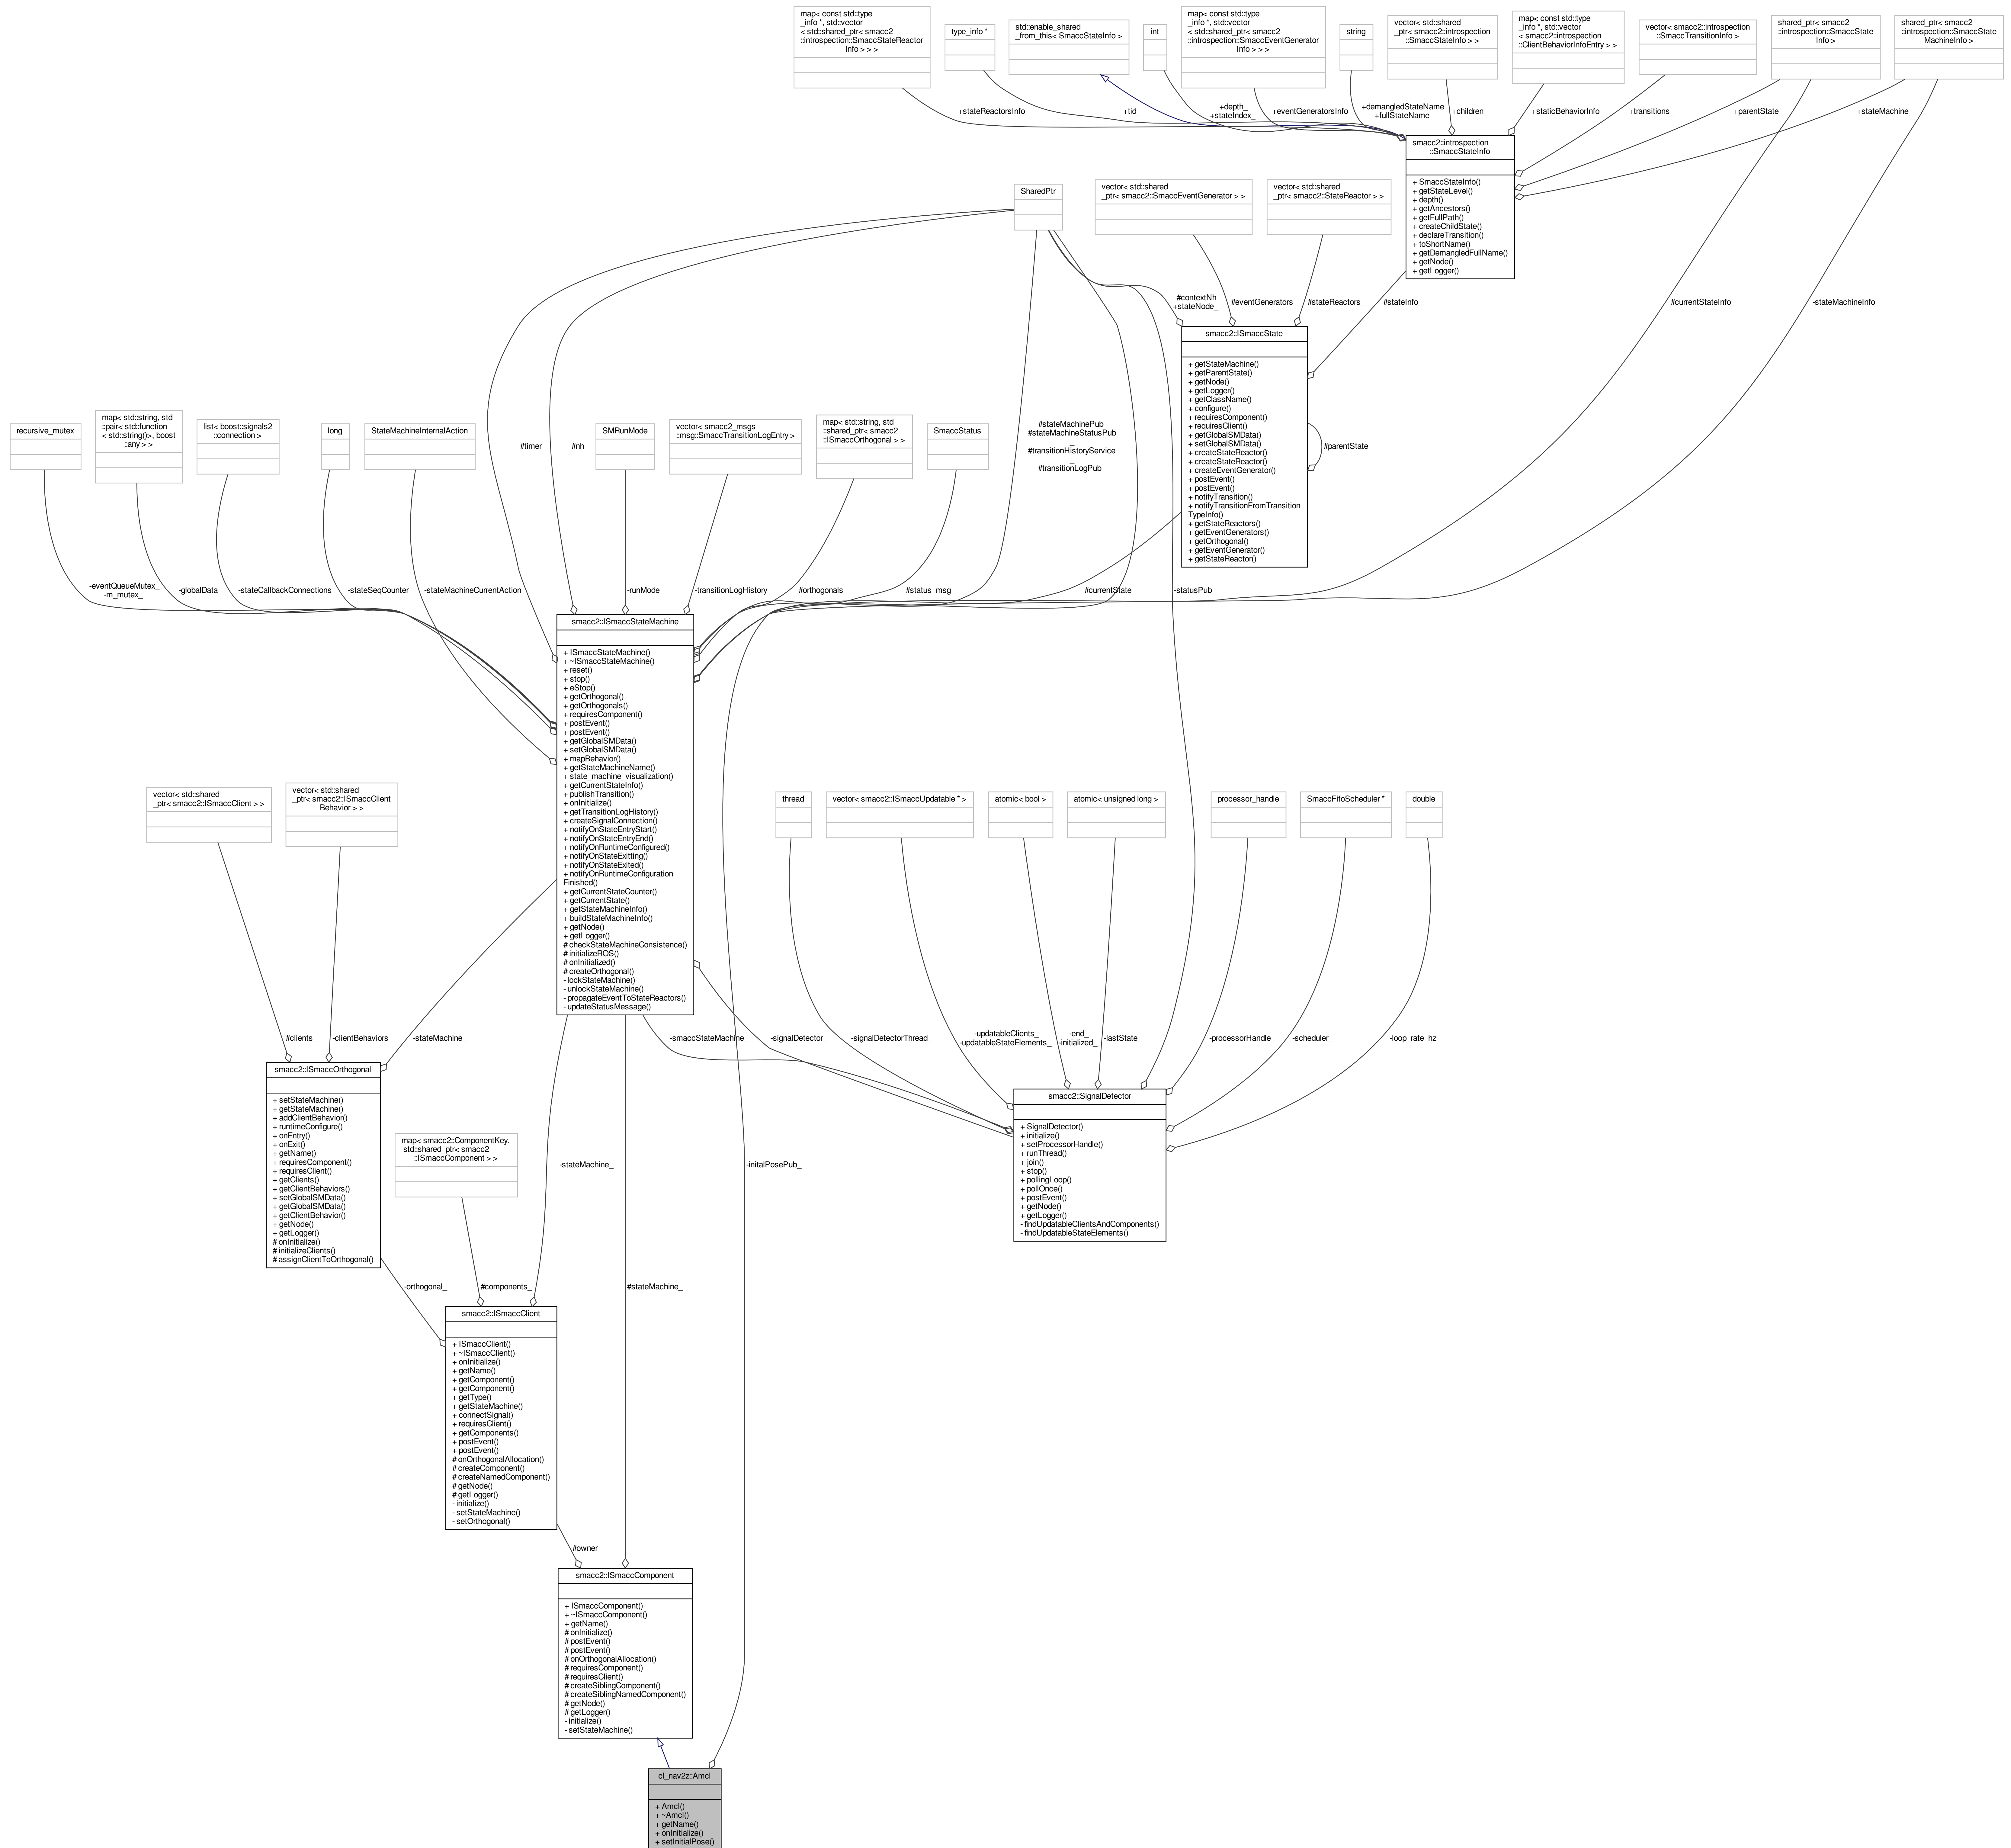 map< const std::type
_info *, std::vector
< std::shared_ptr< smacc2
::introspection::SmaccStateReactor
Info > > >
type_info *
std::enable_shared
_from_this< SmaccStateInfo >
int
map< const std::type
_info *, std::vector
< std::shared_ptr< smacc2
::introspection::SmaccEventGenerator
Info > > >
string
vector< std::shared
_ptr< smacc2::introspection
::SmaccStateInfo > >
map< const std::type
_info *, std::vector
< smacc2::introspection
::ClientBehaviorInfoEntry > >
vector< smacc2::introspection
::SmaccTransitionInfo >
shared_ptr< smacc2
::introspection::SmaccState
Info >
shared_ptr< smacc2
::introspection::SmaccState
MachineInfo >
+stateReactorsInfo
+tid_
+depth_
+stateIndex_
+eventGeneratorsInfo
+demangledStateName
+fullStateName
+children_
+staticBehaviorInfo
+transitions_
+parentState_
+stateMachine_
smacc2::introspection
::SmaccStateInfo
+ SmaccStateInfo()
+ getStateLevel()
+ depth()
+ getAncestors()
+ getFullPath()
+ createChildState()
+ declareTransition()
+ toShortName()
+ getDemangledFullName()
+ getNode()
+ getLogger()
SharedPtr
vector< std::shared
_ptr< smacc2::SmaccEventGenerator > >
vector< std::shared
_ptr< smacc2::StateReactor > >
#contextNh
+stateNode_
#eventGenerators_
#stateReactors_
#stateInfo_
#currentStateInfo_
-stateMachineInfo_
smacc2::ISmaccState
+ getStateMachine()
+ getParentState()
+ getNode()
+ getLogger()
+ getClassName()
+ configure()
+ requiresComponent()
+ requiresClient()
+ getGlobalSMData()
+ setGlobalSMData()
+ createStateReactor()
+ createStateReactor()
+ createEventGenerator()
+ postEvent()
+ postEvent()
+ notifyTransition()
+ notifyTransitionFromTransition
TypeInfo()
+ getStateReactors()
+ getEventGenerators()
+ getOrthogonal()
+ getEventGenerator()
+ getStateReactor()
#parentState_
recursive_mutex
map< std::string, std
::pair< std::function
< std::string()>, boost
::any > >
list< boost::signals2
::connection >
long
StateMachineInternalAction
#timer_
#nh_
SMRunMode
vector< smacc2_msgs
::msg::SmaccTransitionLogEntry >
map< std::string, std
::shared_ptr< smacc2
::ISmaccOrthogonal > >
SmaccStatus
#stateMachinePub_
#stateMachineStatusPub
_
#transitionHistoryService
_
#transitionLogPub_
-eventQueueMutex_
-m_mutex_
-globalData_
-stateCallbackConnections
-stateSeqCounter_
-stateMachineCurrentAction
-runMode_
-transitionLogHistory_
#orthogonals_
#status_msg_
#currentState_
-statusPub_
smacc2::ISmaccStateMachine
+ ISmaccStateMachine()
+ ~ISmaccStateMachine()
+ reset()
+ stop()
+ eStop()
+ getOrthogonal()
+ getOrthogonals()
+ requiresComponent()
+ postEvent()
+ postEvent()
+ getGlobalSMData()
+ setGlobalSMData()
+ mapBehavior()
+ getStateMachineName()
+ state_machine_visualization()
+ getCurrentStateInfo()
+ publishTransition()
+ onInitialize()
+ getTransitionLogHistory()
+ createSignalConnection()
+ notifyOnStateEntryStart()
+ notifyOnStateEntryEnd()
+ notifyOnRuntimeConfigured()
+ notifyOnStateExitting()
+ notifyOnStateExited()
+ notifyOnRuntimeConfiguration
Finished()
+ getCurrentStateCounter()
+ getCurrentState()
+ getStateMachineInfo()
+ buildStateMachineInfo()
+ getNode()
+ getLogger()
# checkStateMachineConsistence()
# initializeROS()
# onInitialized()
# createOrthogonal()
- lockStateMachine()
- unlockStateMachine()
- propagateEventToStateReactors()
- updateStatusMessage()
vector< std::shared
_ptr< smacc2::ISmaccClient > >
vector< std::shared
_ptr< smacc2::ISmaccClient
Behavior > >
thread
vector< smacc2::ISmaccUpdatable * >
atomic< bool >
atomic< unsigned long >
processor_handle
SmaccFifoScheduler *
double
#clients_
-clientBehaviors_
-stateMachine_
-smaccStateMachine_
-signalDetector_
-signalDetectorThread_
-updatableClients_
-updatableStateElements_
-end_
-initialized_
-lastState_
-processorHandle_
-scheduler_
-loop_rate_hz
smacc2::ISmaccOrthogonal
+ setStateMachine()
+ getStateMachine()
+ addClientBehavior()
+ runtimeConfigure()
+ onEntry()
+ onExit()
+ getName()
+ requiresComponent()
+ requiresClient()
+ getClients()
+ getClientBehaviors()
+ setGlobalSMData()
+ getGlobalSMData()
+ getClientBehavior()
+ getNode()
+ getLogger()
# onInitialize()
# initializeClients()
# assignClientToOrthogonal()
smacc2::SignalDetector
+ SignalDetector()
+ initialize()
+ setProcessorHandle()
+ runThread()
+ join()
+ stop()
+ pollingLoop()
+ pollOnce()
+ postEvent()
+ getNode()
+ getLogger()
- findUpdatableClientsAndComponents()
- findUpdatableStateElements()
map< smacc2::ComponentKey,
std::shared_ptr< smacc2
::ISmaccComponent > >
-stateMachine_
-initalPosePub_
-orthogonal_
#components_
#stateMachine_
smacc2::ISmaccClient
+ ISmaccClient()
+ ~ISmaccClient()
+ onInitialize()
+ getName()
+ getComponent()
+ getComponent()
+ getType()
+ getStateMachine()
+ connectSignal()
+ requiresClient()
+ getComponents()
+ postEvent()
+ postEvent()
# onOrthogonalAllocation()
# createComponent()
# createNamedComponent()
# getNode()
# getLogger()
- initialize()
- setStateMachine()
- setOrthogonal()
#owner_
smacc2::ISmaccComponent
+ ISmaccComponent()
+ ~ISmaccComponent()
+ getName()
# onInitialize()
# postEvent()
# postEvent()
# onOrthogonalAllocation()
# requiresComponent()
# requiresClient()
# createSiblingComponent()
# createSiblingNamedComponent()
# getNode()
# getLogger()
- initialize()
- setStateMachine()
cl_nav2z::Amcl
+ Amcl()
+ ~Amcl()
+ getName()
+ onInitialize()
+ setInitialPose()